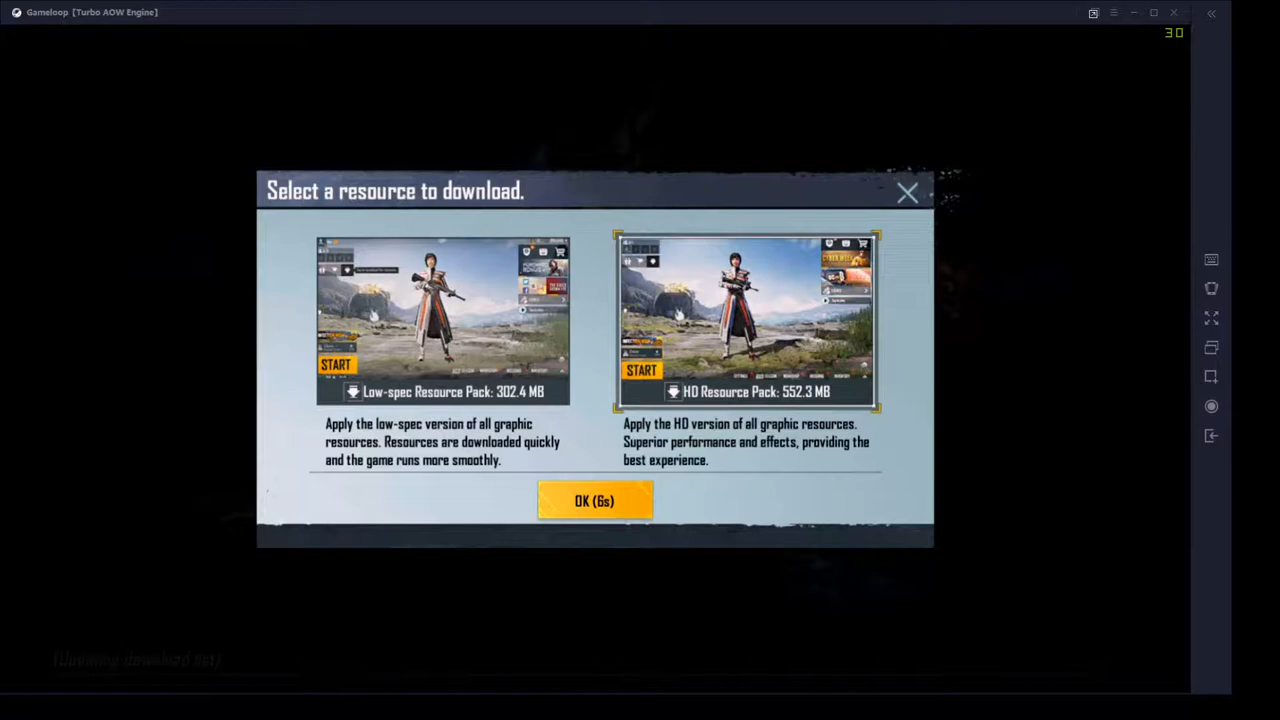 Gameloop [Turbo AOW Engine]
30
Select a resource to download.
START
Low-spec Resource Pack: 302.4 MB
START
HD Resource Pack: 552.3 MB
Apply the low-spec version of all graphic
resources. Resources are downloaded quickly
and the game runs more smoothly.
Apply the HD version of all graphic resources.
Superior performance and effects, providing the
best experience.
OK (6s)